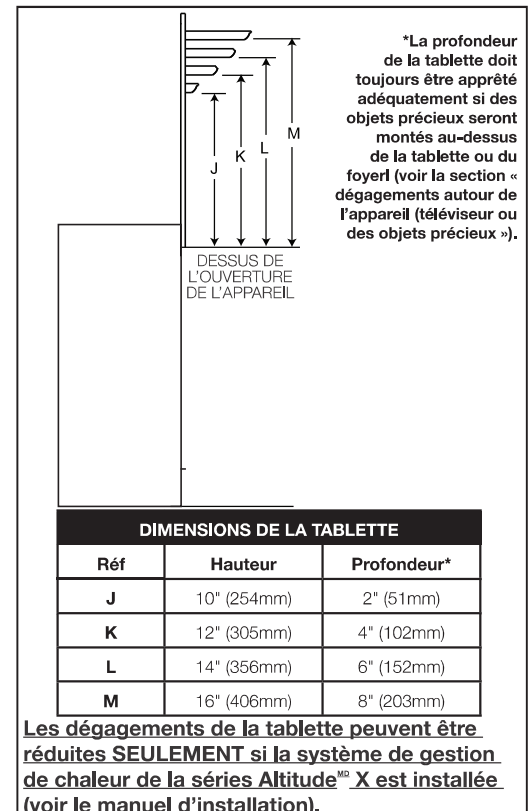 *La profondeur
de la tablette doit
toujours être apprêté
adéquatement si des
objets précieux seront
montés au-dessus
de la tablette ou du
foyerl (voir la section «
dégagements autour de
l'appareil (téléviseur ou
des objets précieux »).
J
K
L
M
DESSUS DE
L'OUVERTURE
DE L'APPAREIL
DIMENSIONS DE LA TABLETTE
Réf Hauteur Profondeur*
J 10" (254mm) 2" (51mm)
K 12" (305mm) 4" (102mm)
L 14" (356mm) 6" (152mm)
M 16" (406mm) 8" (203mm)
Les dégagements de la tablette peuvent être
réduites SEULEMENT si la système de gestion
de chaleur de la séries Altitude MD X est installée
(voir le manuel d'installation).